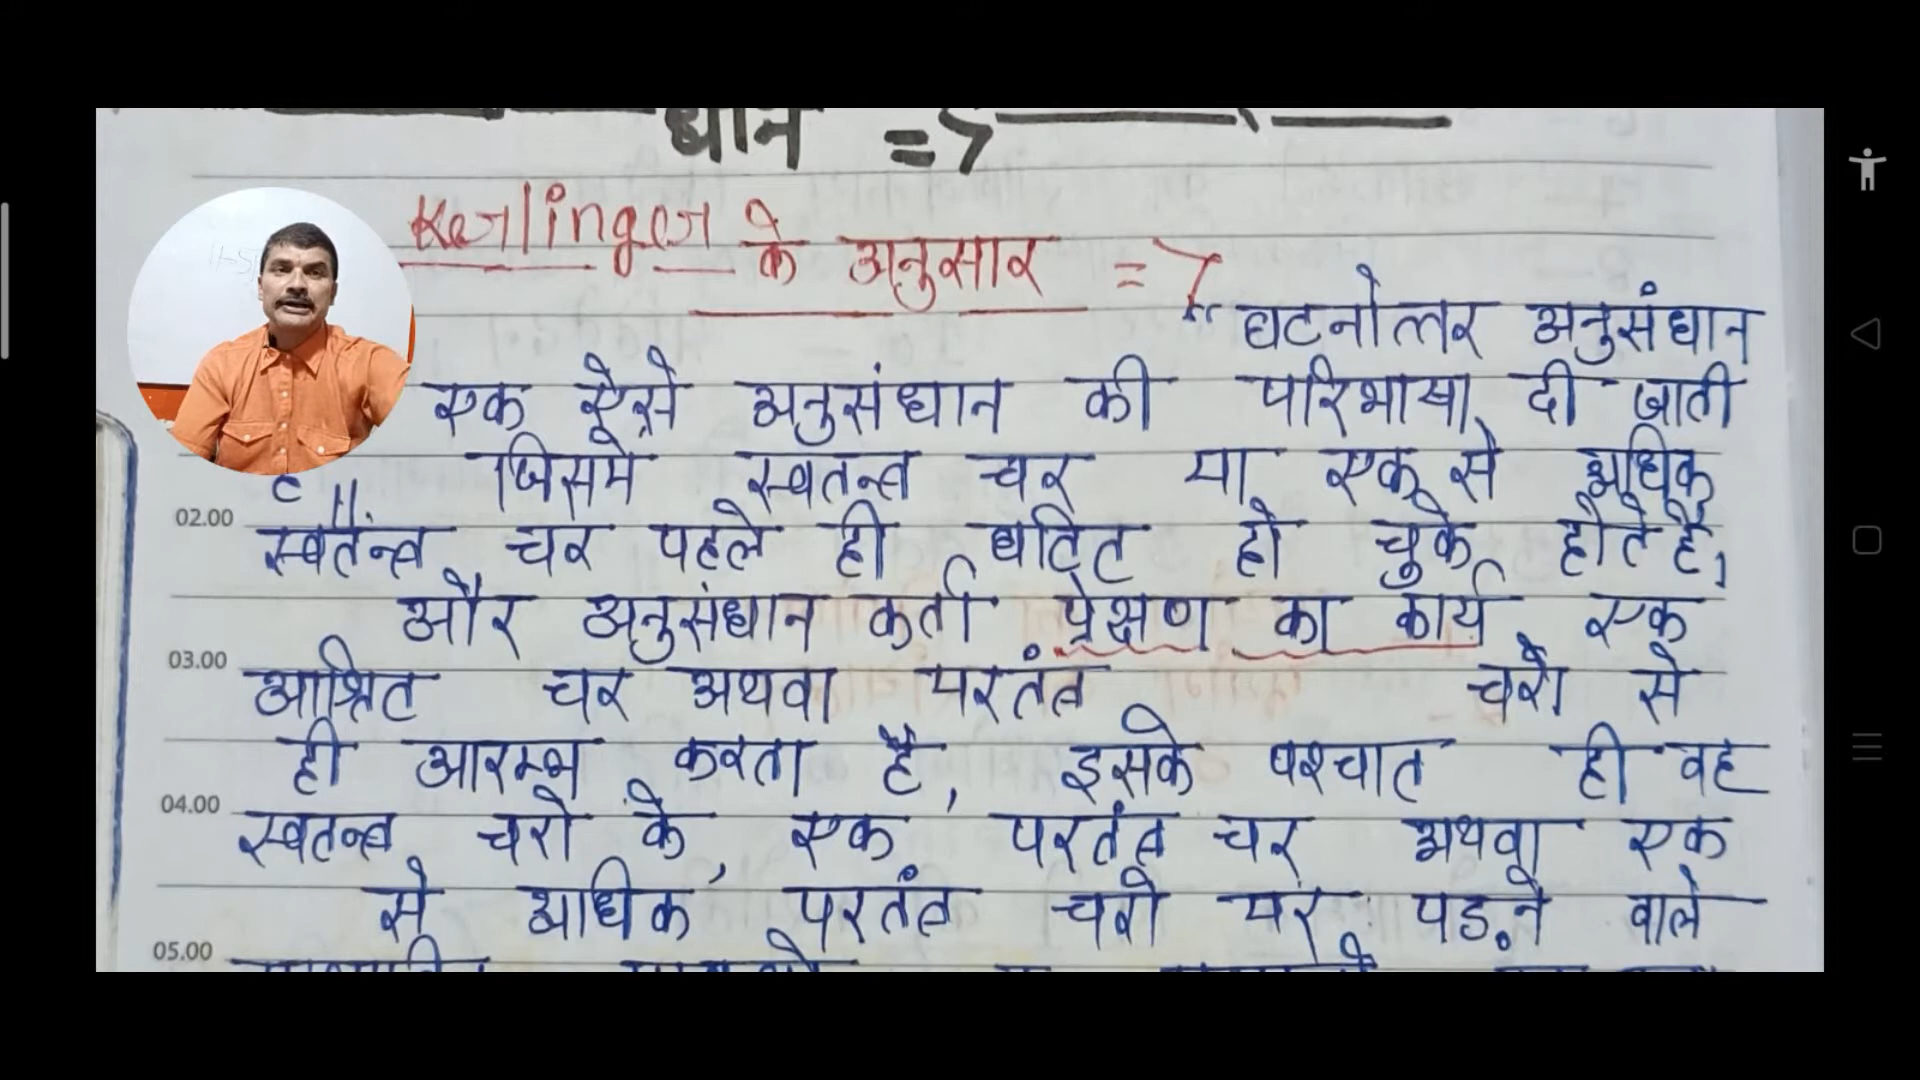 धान =>
Kerlinger के अनुसार =>
"घटनोत्तर अनुसंधान
एक ऐसे अनुसंधान की परिभाषा दी जाती
है" जिसमे स्वतन्त्र चर या एक से अधिक
02.00 स्वतंन्त्र चर पहले ही घटित हो चुके होते है,
और अनुसंधान कर्ता प्रेक्षण का कार्य एक
03.00 आश्रित चर अथवा परतंत्र चरो से
ही आरम्भ करता है, इसके पश्चात ही वह
04.00 स्वतन्त्र चरो के, एक परतंत्र चर अथवा एक
से अधिक परतंत्र चरो पर पड़ने वाले
05.00